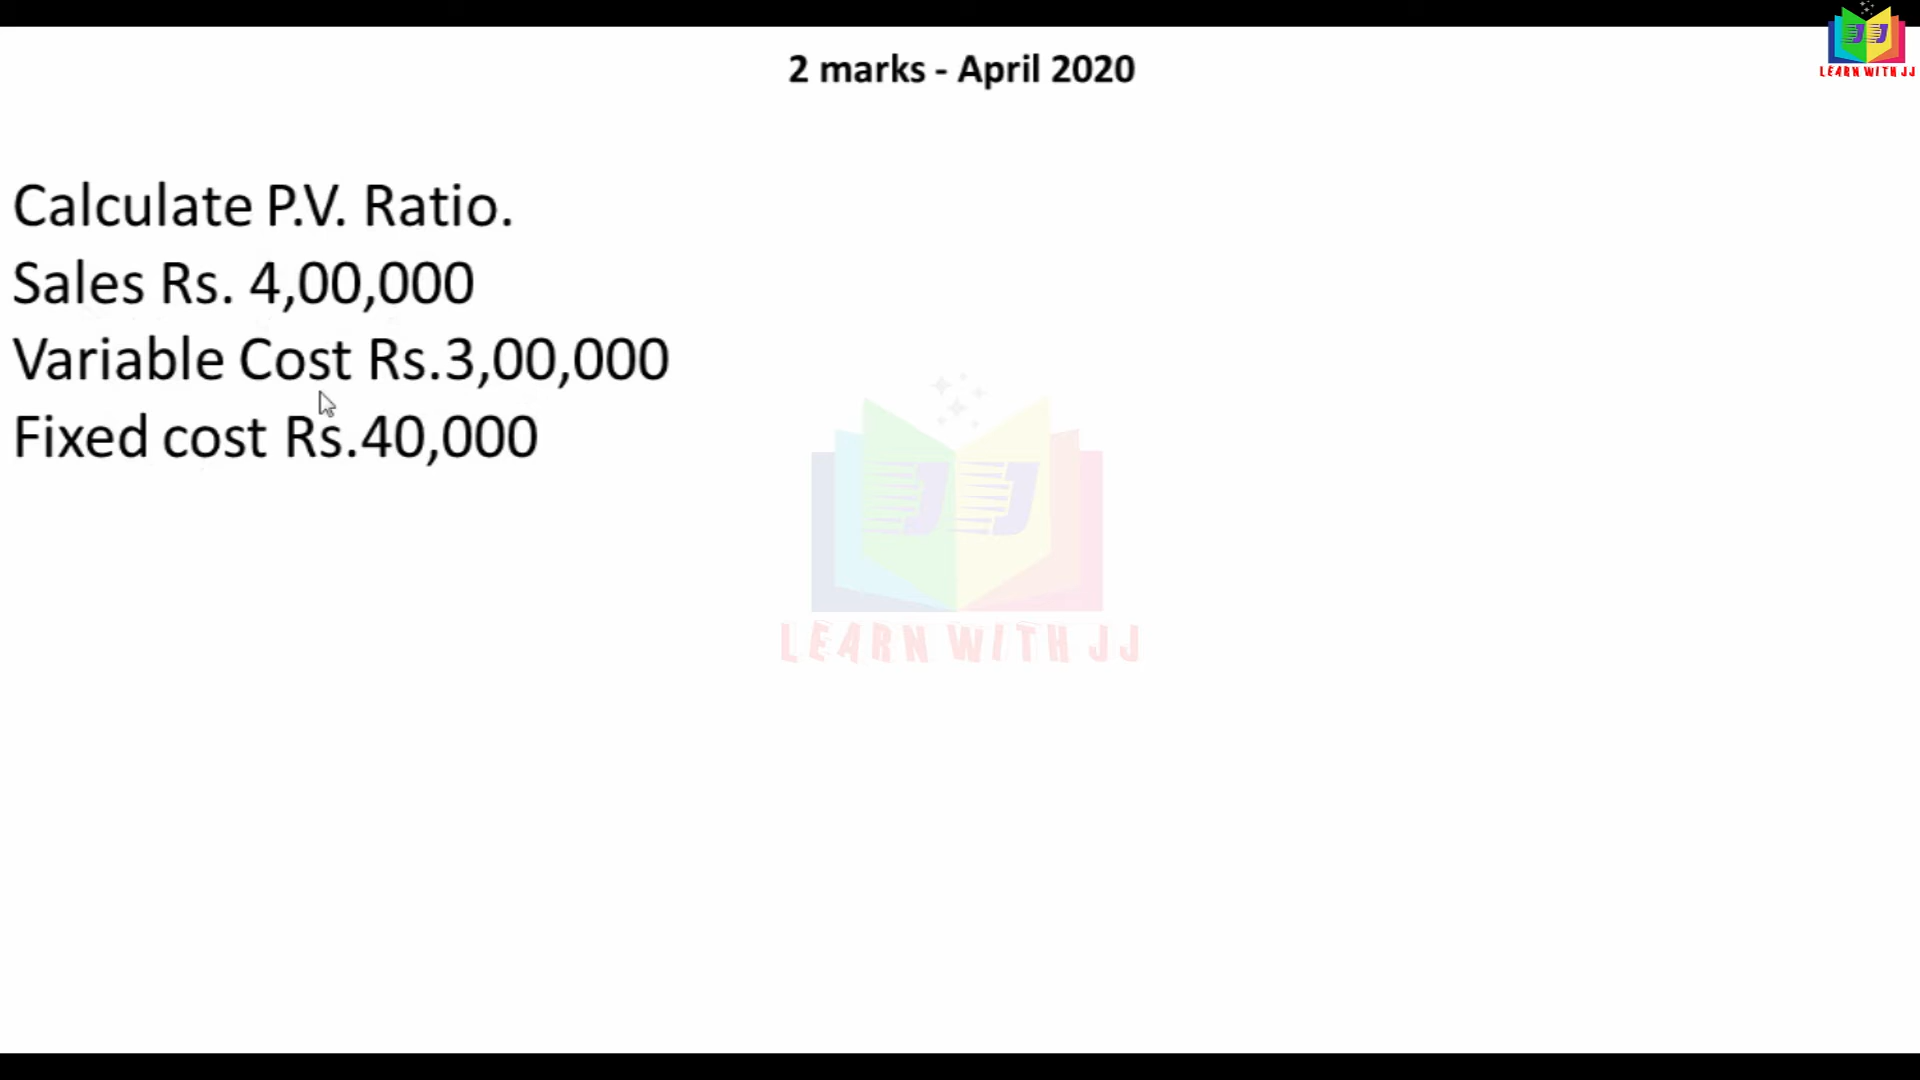 LEARN WITH JJ
2 marks - April 2020
Calculate P.V. Ratio.
Sales Rs. 4,00,000
Variable Cost Rs.3,00,000
Fixed cost Rs.40,000
JJ
LEARN WITH JJ